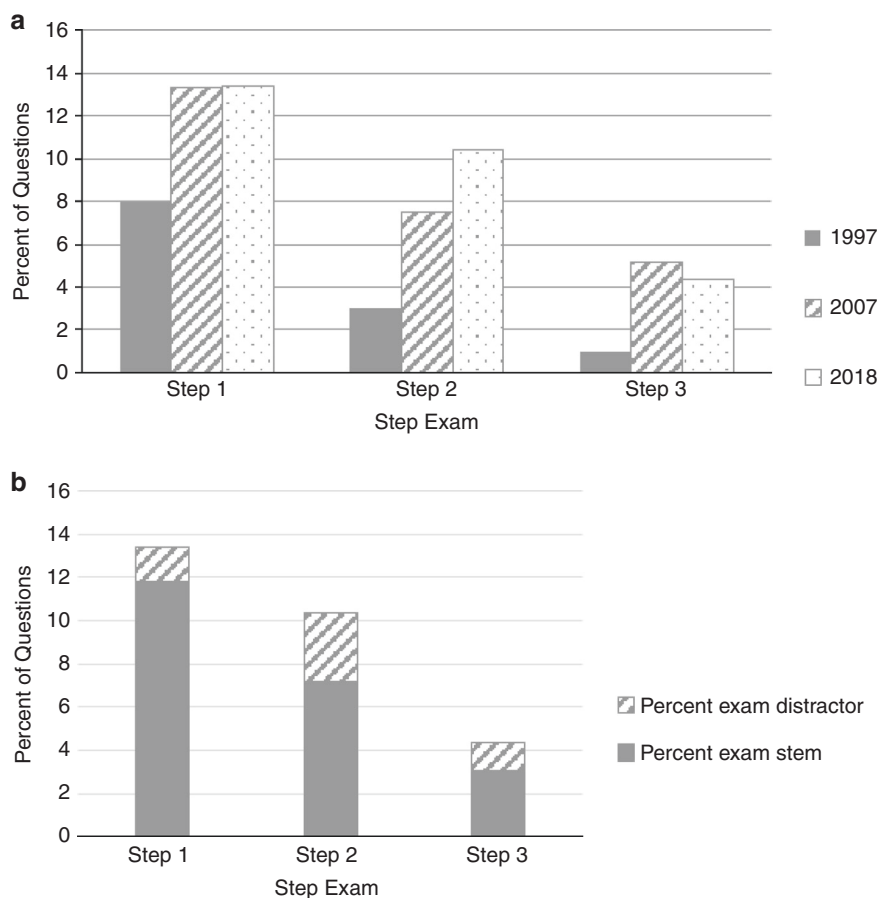 a
16
14
12
10
8
6
4
2
0
Percent of Questions
Step 1 Step 2 Step 3
Step Exam
1997
2007
2018
b
16
14
12
10
8
6
4
2
0
Percent of Questions
Step 1 Step 2 Step 3
Step Exam
Percent exam distractor
Percent exam stem